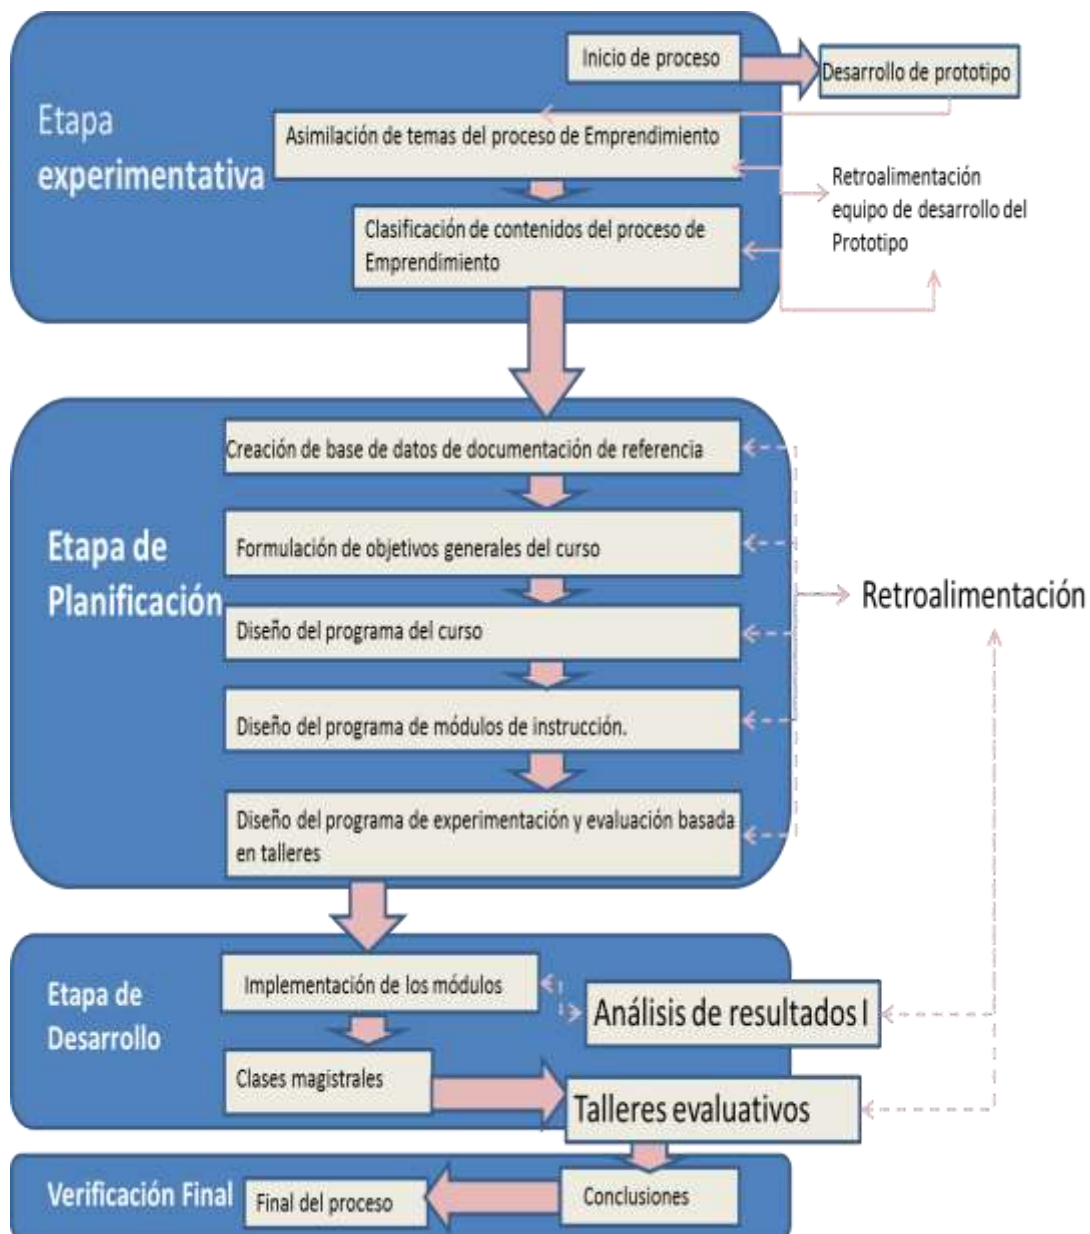 Inicio de proceso
Desarrollo de prototipo
Etapa
experimentativa
Asimilación de temas del proceso de Emprendimiento
Retroalimentación
equipo de desarrollo del
Prototipo
Clasificación de contenidos del proceso de
Emprendimiento
Creación de base de datos de documentación de referencia
Etapa de
Planificación
Formulación de objetivos generales del curso
Retroalimentación
Diseño del programa del curso
Diseño del programa de módulos de instrucción.
Diseño del programa de experimentación y evaluación basada
en talleres
Etapa de
Desarrollo
Implementación de los módulos
Análisis de resultados I
Clases magistrales
Talleres evaluativos
Verificación Final
Final del proceso
Conclusiones